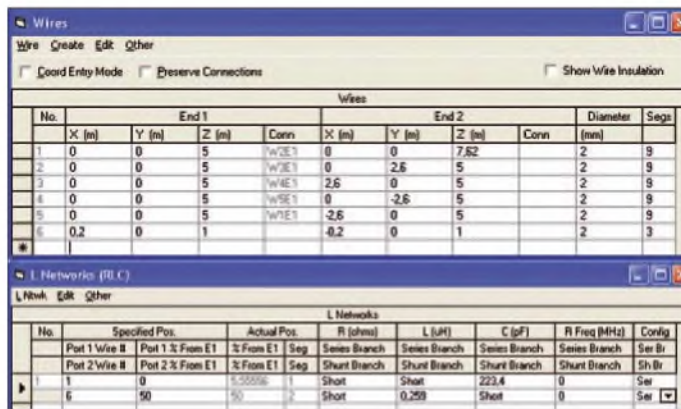 Wires
Wire Create Edit Other
Coord Entry Mode Preserve Connections Show Wire Insulation
Wires
No. End 1 End 2 Diameter Segs
X (m) Y (m) Z (m) Conn X (m) Y (m) Z (m) Conn (mm)
1 0 0 5 W2E1 0 0 7,62 2 9
2 0 0 5 W3E1 0 2,6 5 2 9
3 0 0 5 W4E1 2,6 0 5 2 9
4 0 0 5 W5E1 0 -2,6 5 2 9
5 0 0 5 W1E1 -2,6 0 5 2 9
6 0,2 0 1 -0,2 0 1 2 3
*
L Networks (RLC)
L Ntwk Edit Other
L Networks
No. Specified Pos. Actual Pos. R (ohms) L (uH) C (pF) R Freq (MHz) Config
Port 1 Wire # Port 1 % From E1 % From E1 Seg Series Branch Series Branch Series Branch Series Branch Ser Br
Port 2 Wire # Port 2 % From E1 % From E1 Seg Shunt Branch Shunt Branch Shunt Branch Shunt Branch Sh Br
1 1 0 5,55556 1 Short Short 223,4 0 Ser
6 50 50 2 Short 0,259 Short 0 Ser